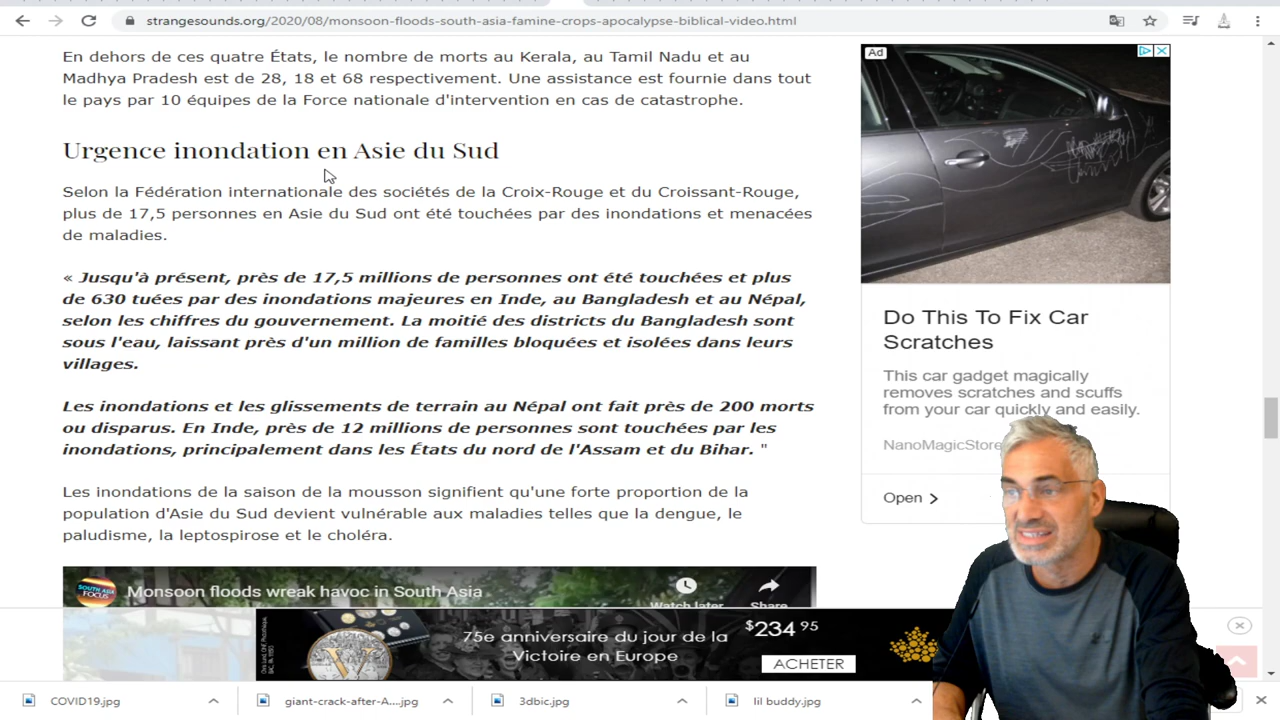 strangesounds.org/2020/08/monsoon-floods-south-asia-famine-crops-apocalypse-biblical-video.html
En dehors de ces quatre États, le nombre de morts au Kerala, au Tamil Nadu et au
Madhya Pradesh est de 28, 18 et 68 respectivement. Une assistance est fournie dans tout
le pays par 10 équipes de la Force nationale d'intervention en cas de catastrophe.
Urgence inondation en Asie du Sud
Selon la Fédération internationale des sociétés de la Croix-Rouge et du Croissant-Rouge,
plus de 17,5 personnes en Asie du Sud ont été touchées par des inondations et menacées
de maladies.
« Jusqu'à présent, près de 17,5 millions de personnes ont été touchées et plus
de 630 tuées par des inondations majeures en Inde, au Bangladesh et au Népal,
selon les chiffres du gouvernement. La moitié des districts du Bangladesh sont
sous l'eau, laissant près d'un million de familles bloquées et isolées dans leurs
villages.
Les inondations et les glissements de terrain au Népal ont fait près de 200 morts
ou disparus. En Inde, près de 12 millions de personnes sont touchées par les
inondations, principalement dans les États du nord de l'Assam et du Bihar. "
Les inondations de la saison de la mousson signifient qu'une forte proportion de la
population d'Asie du Sud devient vulnérable aux maladies telles que la dengue, le
paludisme, la leptospirose et le choléra.
Ad
Do This To Fix Car
Scratches
This car gadget magically
removes scratches and scuffs
from your car quickly and easily.
NanoMagicStore
Open
SOUTH ASIA
FOCUS
Monsoon floods wreak havoc in South Asia
Watch later
Share
75e anniversaire du jour de la
Victoire en Europe
$234 95
ACHETER
COVID19.jpg
giant-crack-after-A....jpg
3dbic.jpg
lil buddy.jpg